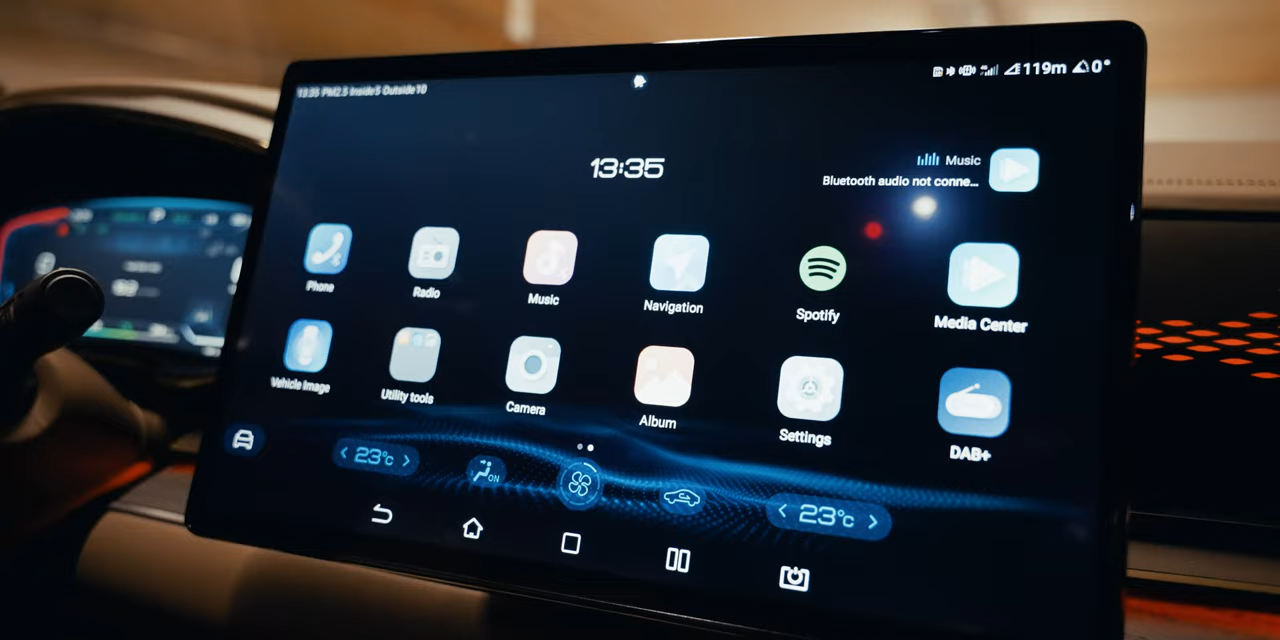 13:35 PM2.5 Inside5 Outside10
119m 0°
13:35
Music
Bluetooth audio not conne...
Phone
Radio
Music
Navigation
Spotify
Media Center
Vehicle Image
Utility tools
Camera
Album
Settings
DAB+
23°c
ON
23°c